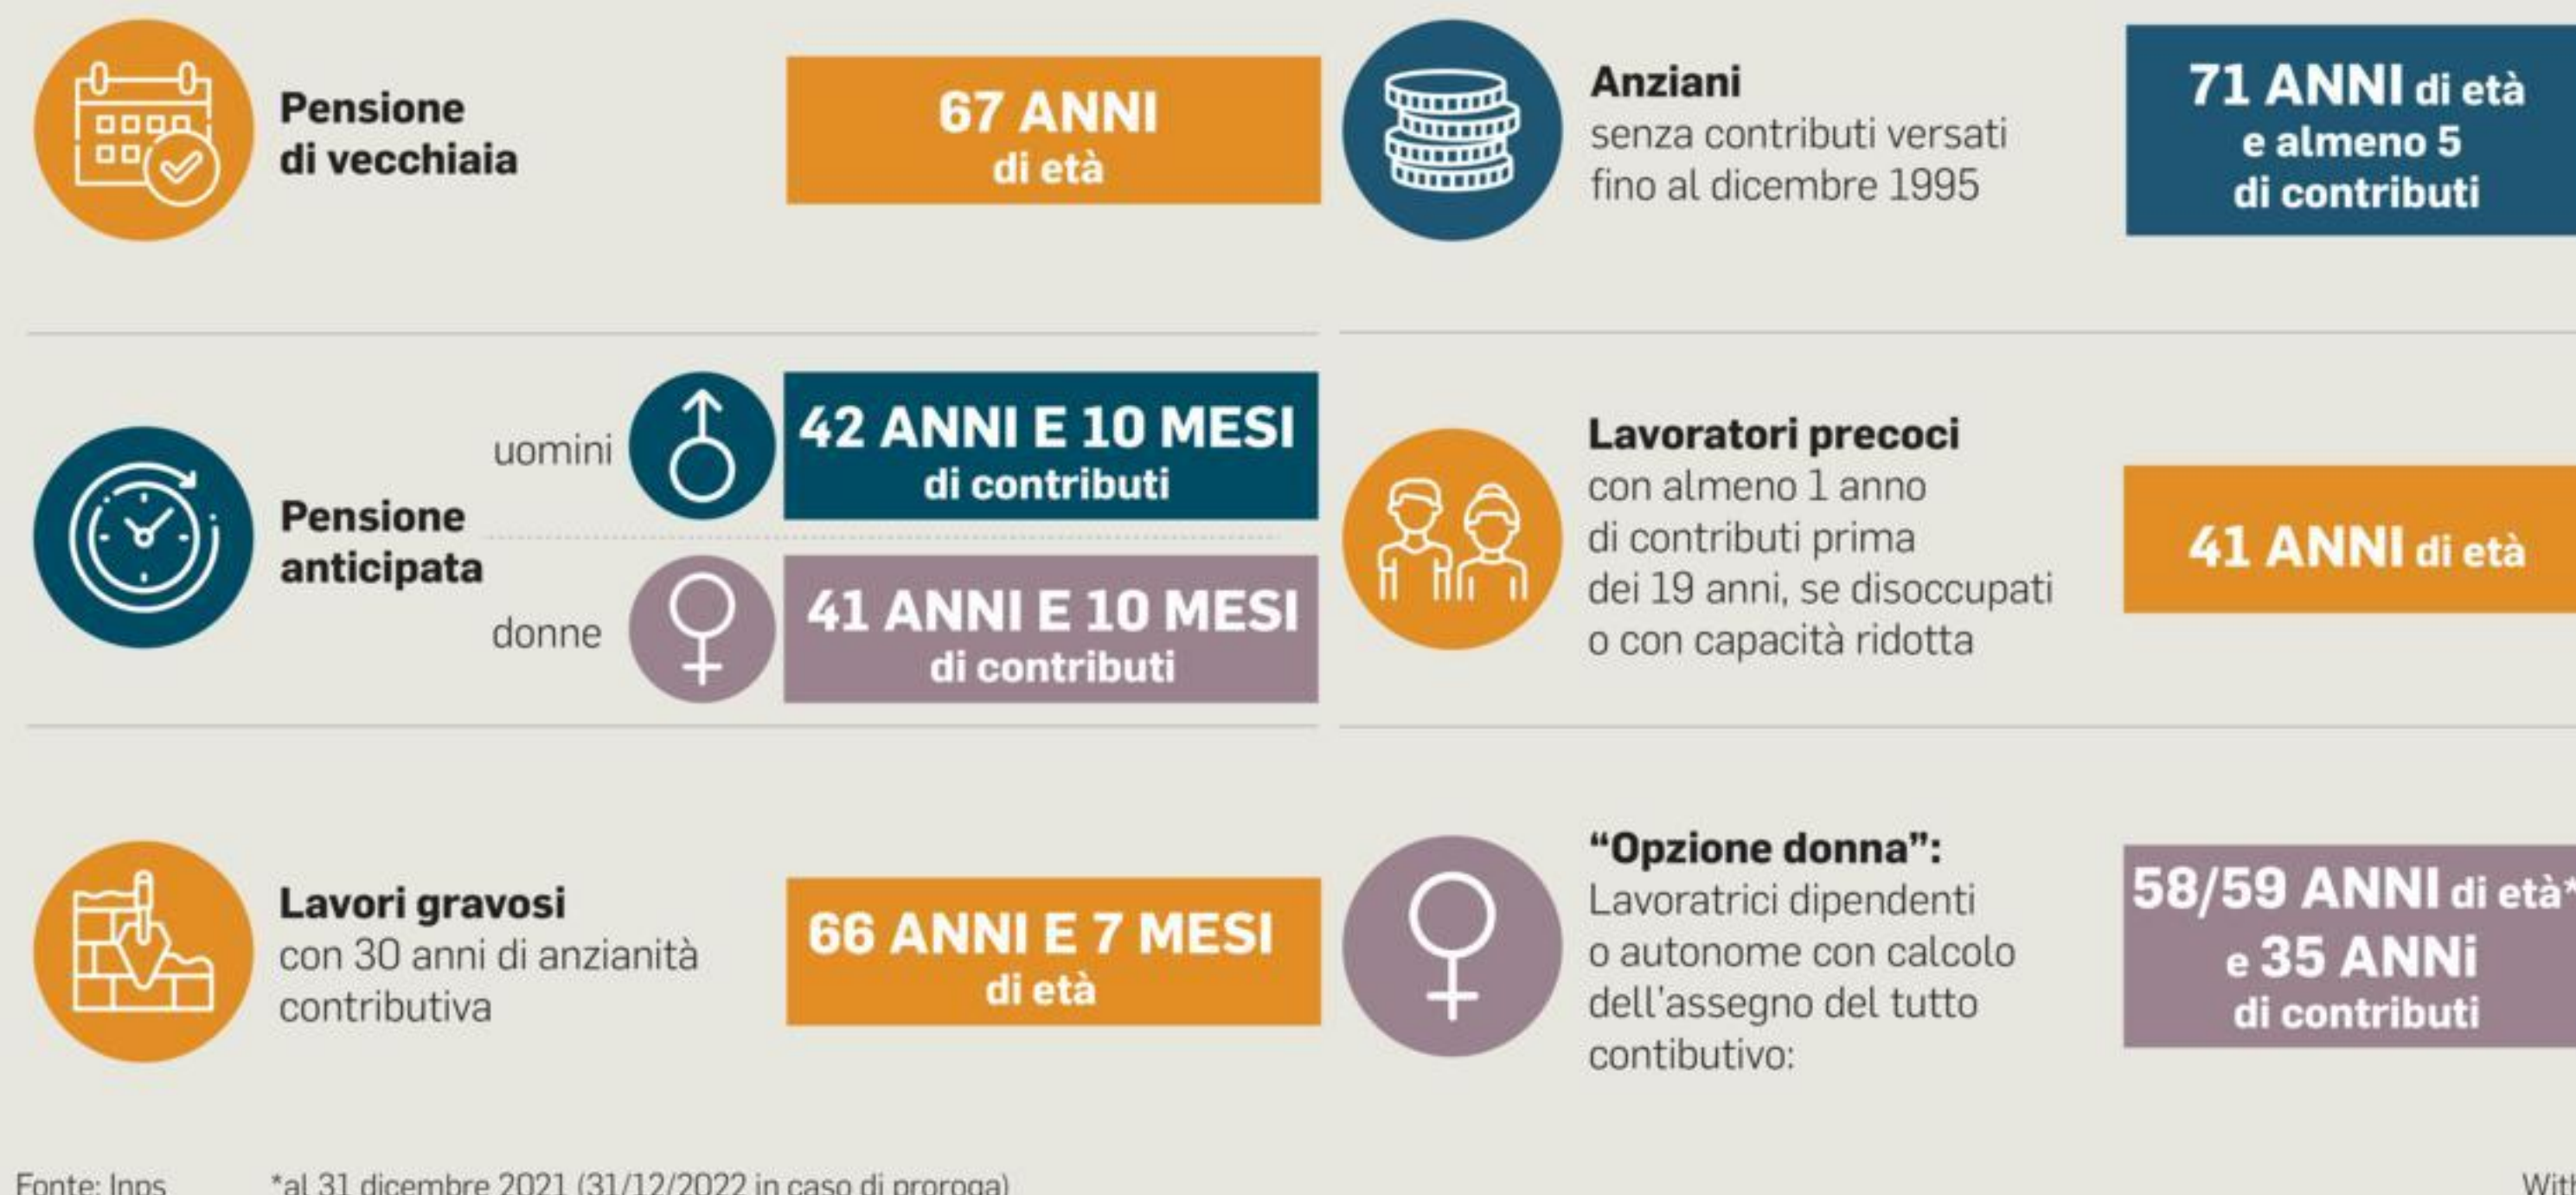 Pensione
di vecchiaia
67 ANNI
di età
Anziani
senza contributi versati
fino al dicembre 1995
71 ANNI di età
e almeno 5
di contributi
Pensione
anticipata
uomini
42 ANNI E 10 MESI
di contributi
donne
41 ANNI E 10 MESI
di contributi
Lavoratori precoci
con almeno 1 anno
di contributi prima
dei 19 anni, se disoccupati
o con capacità ridotta
41 ANNI di età
Lavori gravosi
con 30 anni di anzianità
contributiva
66 ANNI E 7 MESI
di età
“Opzione donna”:
Lavoratrici dipendenti
o autonome con calcolo
dell'assegno del tutto
contibutivo:
58/59 ANNI di età*
e 35 ANNi
di contributi
Fonte: Inps
*al 31 dicembre 2021 (31/12/2022 in caso di proroga)